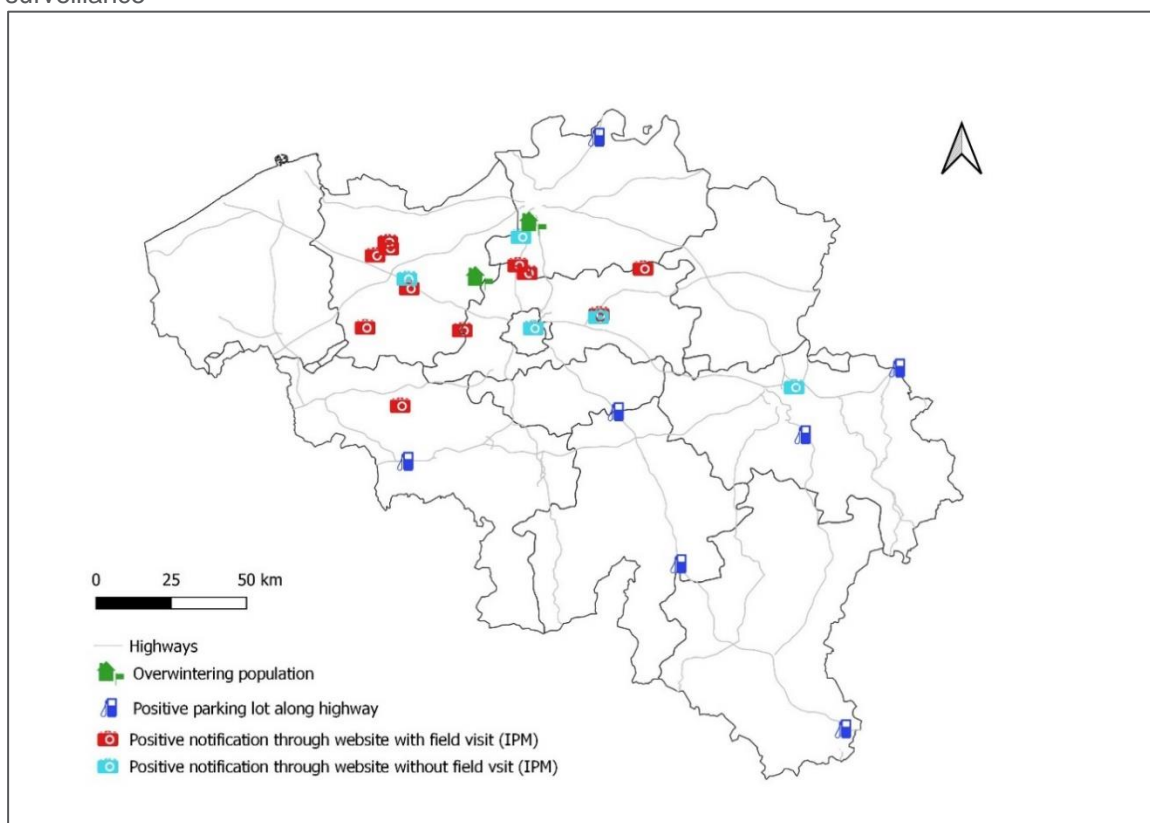 surveillance
0 25 50 km
Highways
Overwintering population
Positive parking lot along highway
Positive notification through website with field visit (IPM)
Positive notification through website without field vsit (IPM)